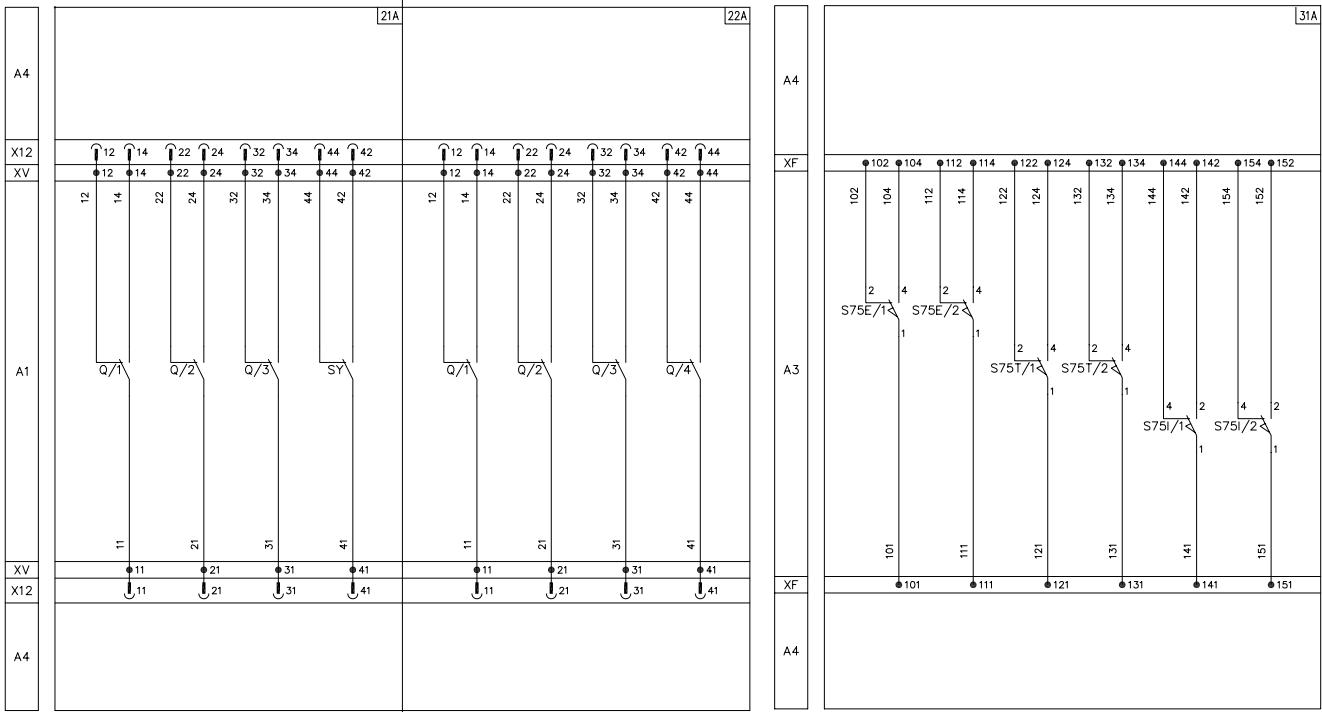 21A 22A 31A
A4 A4
X12 12 14 22 24 32 34 44 42 12 14 22 24 32 34 42 44
XF 102 104 112 114 122 124 132 134 144 142 154 152
XV 12 14 22 24 32 34 44 42 12 14 22 24 32 34 42 44
12 14 22 24 32 34 44 42 12 14 22 24 32 34 42 44 102 104 112 114 122 124 132 134 144 142 154 152
2 4 2 4
S75E/1 S75E/2
1 1
2 4 2 4
A1 Q/1 Q/2 Q/3 SY Q/1 Q/2 Q/3 Q/4 A3 S75T/1 S75T/2
1 1
4 2 4 2
S75I/1 S75I/2
1 1
11 21 31 41 11 21 31 41 101 111 121 131 141 151
XV 11 21 31 41 11 21 31 41
XF 101 111 121 131 141 151
X12 11 21 31 41 11 21 31 41
A4 A4